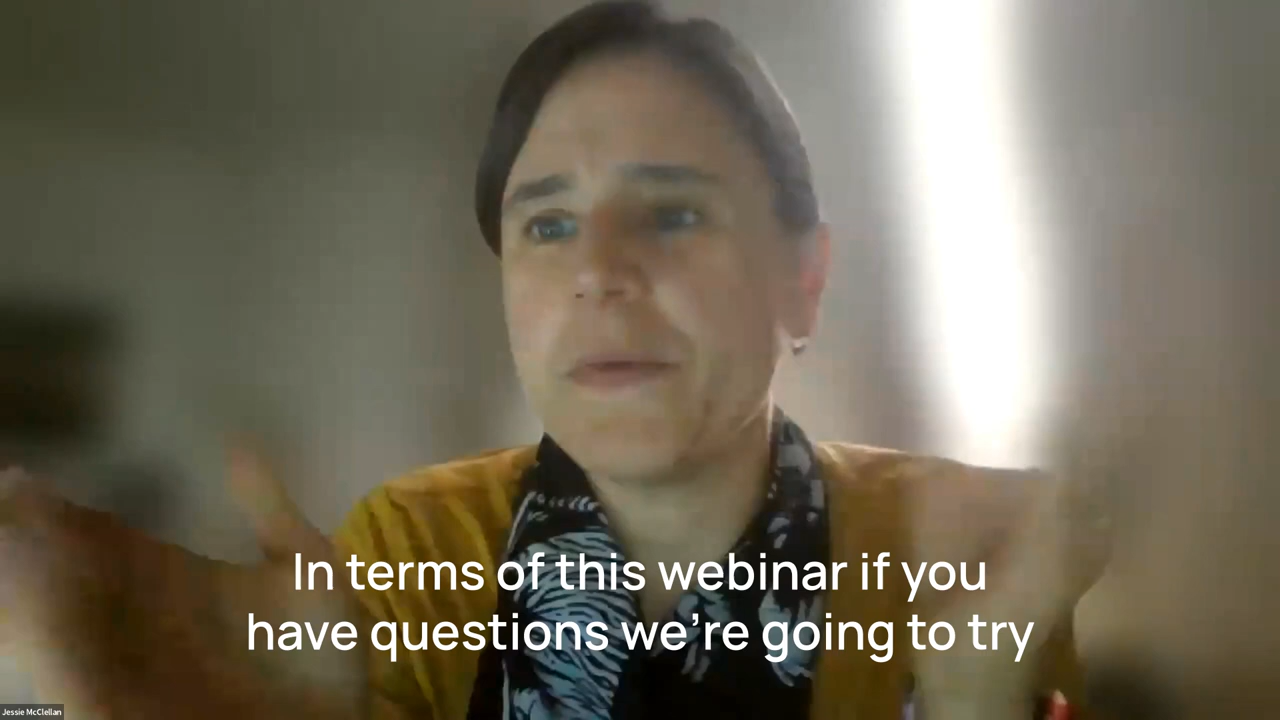 In terms of this webinar if you
have questions we're going to try
Jessie McClellan